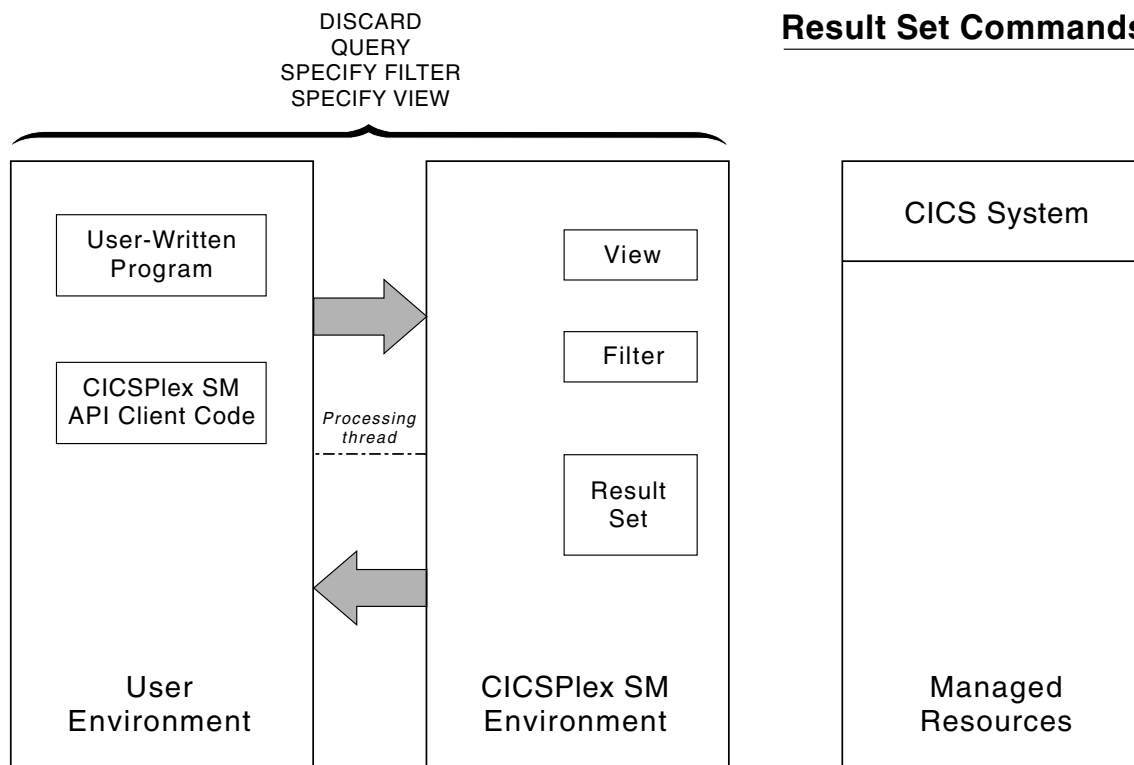 DISCARD
QUERY
SPECIFY FILTER
SPECIFY VIEW
Result Set Commands
User-Written
Program
CICSPlex SM
API Client Code
Processing
thread
View
Filter
Result
Set
CICS System
User
Environment
CICSPlex SM
Environment
Managed
Resources